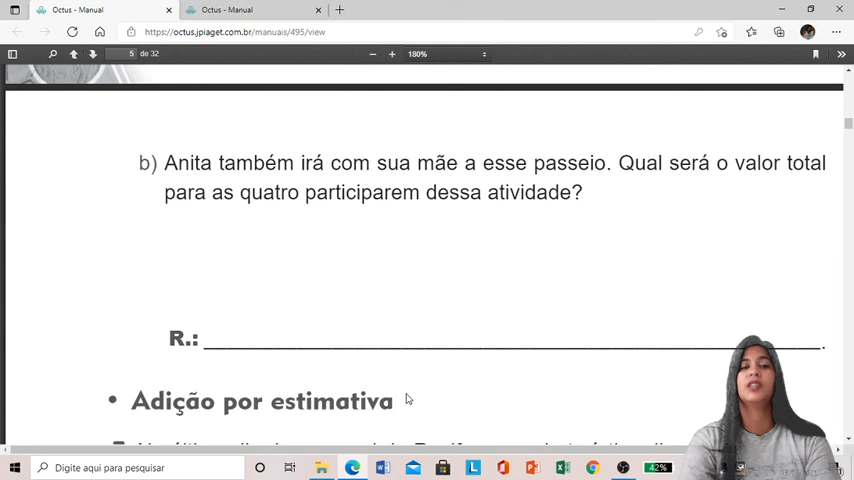 Octus - Manual
Octus - Manual
https://octus.jpiaget.com.br/manuais/495/view
5 de 32
180%
b) Anita também irá com sua mãe a esse passeio. Qual será o valor total
para as quatro participarem dessa atividade?
R.: ______________________________.
• Adição por estimativa
Digite aqui para pesquisar
42%